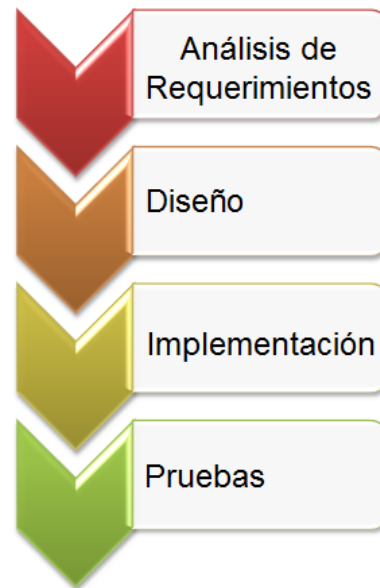 Análisis de
Requerimientos
Diseño
Implementación
Pruebas